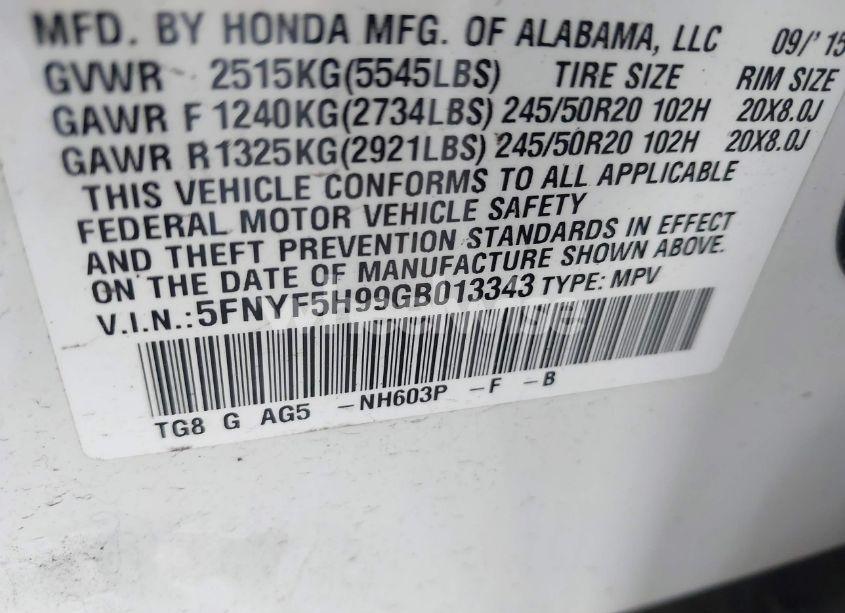 MFD. BY HONDA MFG. OF ALABAMA, LLC 09/'15
GVWR 2515KG(5545LBS) TIRE SIZE RIM SIZE
GAWR F 1240KG(2734LBS) 245/50R20 102H 20X8.0J
GAWR R 1325KG(2921LBS) 245/50R20 102H 20X8.0J
THIS VEHICLE CONFORMS TO ALL APPLICABLE
FEDERAL MOTOR VEHICLE SAFETY
AND THEFT PREVENTION STANDARDS IN EFFECT
ON THE DATE OF MANUFACTURE SHOWN ABOVE.
V.I.N.:5FNYF5H99GB013343 TYPE: MPV
TG8 G AG5 -NH603P -F -B